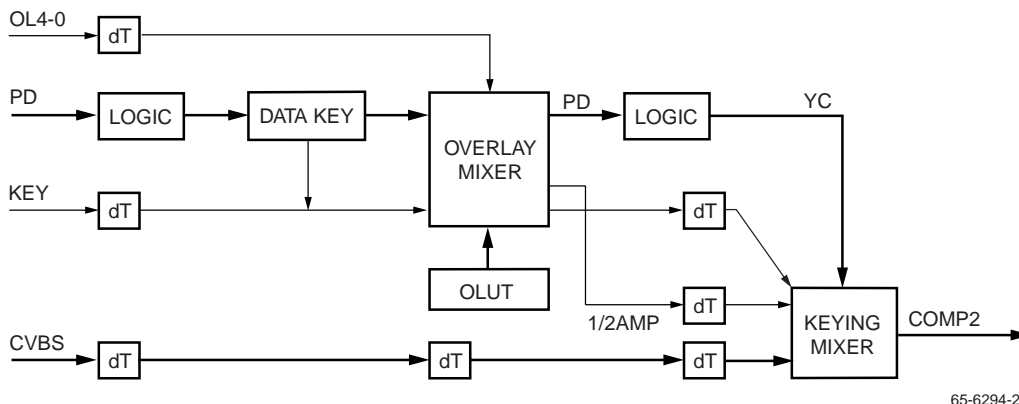 OL4-0
dT
PD
LOGIC
DATA KEY
OVERLAY
MIXER
PD
LOGIC
YC
KEY
dT
dT
OLUT
1/2AMP
dT
KEYING
MIXER
COMP2
CVBS
dT
dT
dT
65-6294-2